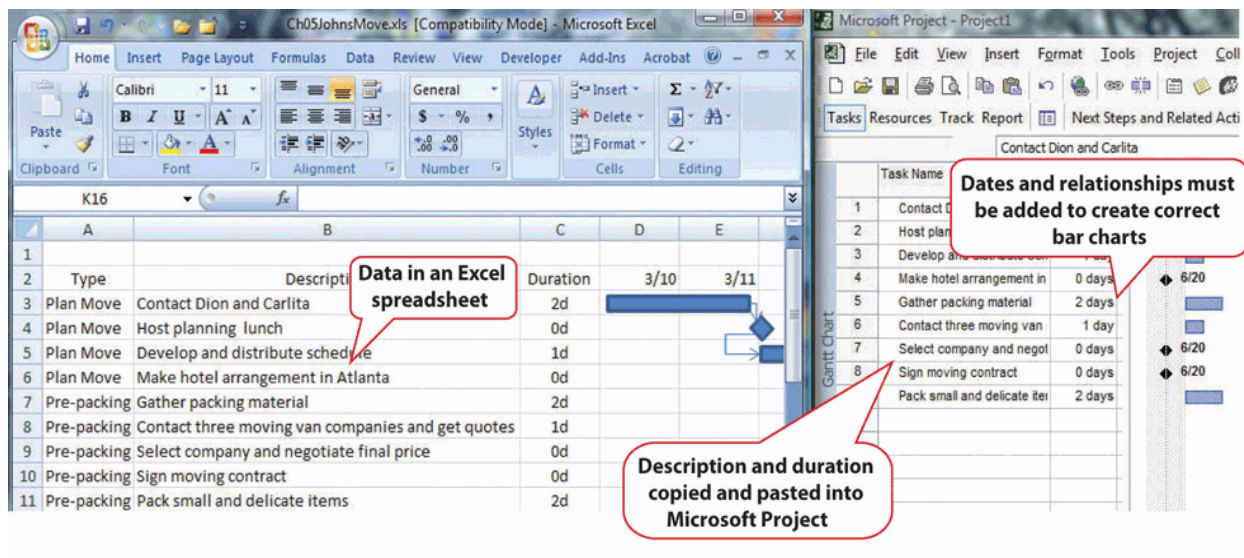 Ch05JohnsMove.xls [Compatibility Mode] - Microsoft Excel
Home Insert Page Layout Formulas Data Review View Developer Add-Ins Acrobat
Paste
Calibri 11
B I U A A
A
General
$ % ,
.0 .00
.00 .0
Styles
Insert
Delete
Format
Σ
Clipboard Font Alignment Number Cells Editing
K16 fx
A B C D E
1
2 Type Descripti Duration 3/10 3/11
3 Plan Move Contact Dion and Carlita 2d
4 Plan Move Host planning lunch 0d
5 Plan Move Develop and distribute schedule 1d
6 Plan Move Make hotel arrangement in Atlanta 0d
7 Pre-packing Gather packing material 2d
8 Pre-packing Contact three moving van companies and get quotes 1d
9 Pre-packing Select company and negotiate final price 0d
10 Pre-packing Sign moving contract 0d
11 Pre-packing Pack small and delicate items 2d
Data in an Excel
spreadsheet
Microsoft Project - Project1
File Edit View Insert Format Tools Project Coll
Tasks Resources Track Report Next Steps and Related Acti
Contact Dion and Carlita
Task Name
1 Contact D
2 Host plan
3 Develop and
4 Make hotel arrangement in 0 days 6/20
5 Gather packing material 2 days
6 Contact three moving van 1 day
7 Select company and negot 0 days 6/20
8 Sign moving contract 0 days 6/20
Pack small and delicate iter 2 days
Gantt Chart
Dates and relationships must
be added to create correct
bar charts
Description and duration
copied and pasted into
Microsoft Project